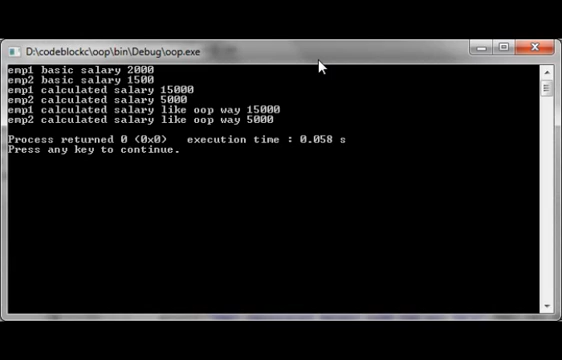 D:\codeblockc\oop\bin\Debug\oop.exe
emp1 basic salary 2000
emp2 basic salary 1500
emp1 calculated salary 15000
emp2 calculated salary 5000
emp1 calculated salary like oop way 15000
emp2 calculated salary like oop way 5000
Process returned 0 (0x0)   execution time : 0.058 s
Press any key to continue.